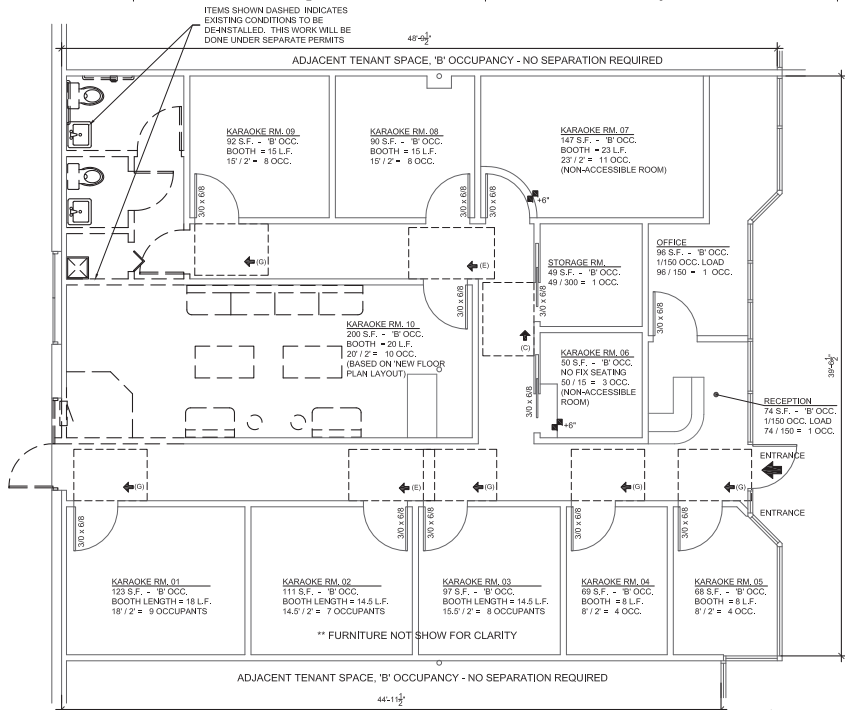 ITEMS SHOWN DASHED INDICATES
EXISTING CONDITIONS TO BE
DE-INSTALLED. THIS WORK WILL BE
DONE UNDER SEPARATE PERMITS
48'-9 1/2"
ADJACENT TENANT SPACE, 'B' OCCUPANCY - NO SEPARATION REQUIRED
KARAOKE RM. 09
92 S.F. - 'B' OCC.
BOOTH = 15 L.F.
15' / 2' = 8 OCC.
KARAOKE RM. 08
90 S.F. - 'B' OCC.
BOOTH = 15 L.F.
15' / 2' = 8 OCC.
KARAOKE RM. 07
147 S.F. - 'B' OCC.
BOOTH = 23 L.F.
23' / 2' = 11 OCC.
(NON-ACCESSIBLE ROOM)
3/0 x 6/8
3/0 x 6/8
3/0 x 6/8
+6"
(G)
(E)
STORAGE RM.
49 S.F. - 'B' OCC.
49 / 300 = 1 OCC.
OFFICE
96 S.F. - 'B' OCC.
1/150 OCC. LOAD
96 / 150 = 1 OCC.
3/0 x 6/8
3/0 x 6/8
3/0 x 6/8
KARAOKE RM. 10
200 S.F. - 'B' OCC.
BOOTH = 20 L.F.
20' / 2' = 10 OCC.
(BASED ON 'NEW FLOOR
PLAN LAYOUT)
(C)
KARAOKE RM. 06
50 S.F. - 'B' OCC.
NO FIX SEATING
50 / 15 = 3 OCC.
(NON-ACCESSIBLE
ROOM)
3/0 x 6/8
+6"
39'-6 1/2"
RECEPTION
74 S.F. - 'B' OCC.
1/150 OCC. LOAD
74 / 150 = 1 OCC.
ENTRANCE
ENTRANCE
(G)
(E)
(G)
(G)
(G)
3/0 x 6/8
3/0 x 6/8
3/0 x 6/8
3/0 x 6/8
3/0 x 6/8
KARAOKE RM. 01
123 S.F. - 'B' OCC.
BOOTH LENGTH = 18 L.F.
18' / 2' = 9 OCCUPANTS
KARAOKE RM. 02
111 S.F. - 'B' OCC.
BOOTH LENGTH = 14.5 L.F.
14.5' / 2' = 7 OCCUPANTS
KARAOKE RM. 03
97 S.F. - 'B' OCC.
BOOTH LENGTH = 14.5 L.F.
15.5' / 2' = 8 OCCUPANTS
KARAOKE RM. 04
69 S.F. - 'B' OCC.
BOOTH = 8 L.F.
8' / 2' = 4 OCC.
KARAOKE RM. 05
68 S.F. - 'B' OCC.
BOOTH = 8 L.F.
8' / 2' = 4 OCC.
** FURNITURE NOT SHOW FOR CLARITY
ADJACENT TENANT SPACE, 'B' OCCUPANCY - NO SEPARATION REQUIRED
44'-11 1/2"